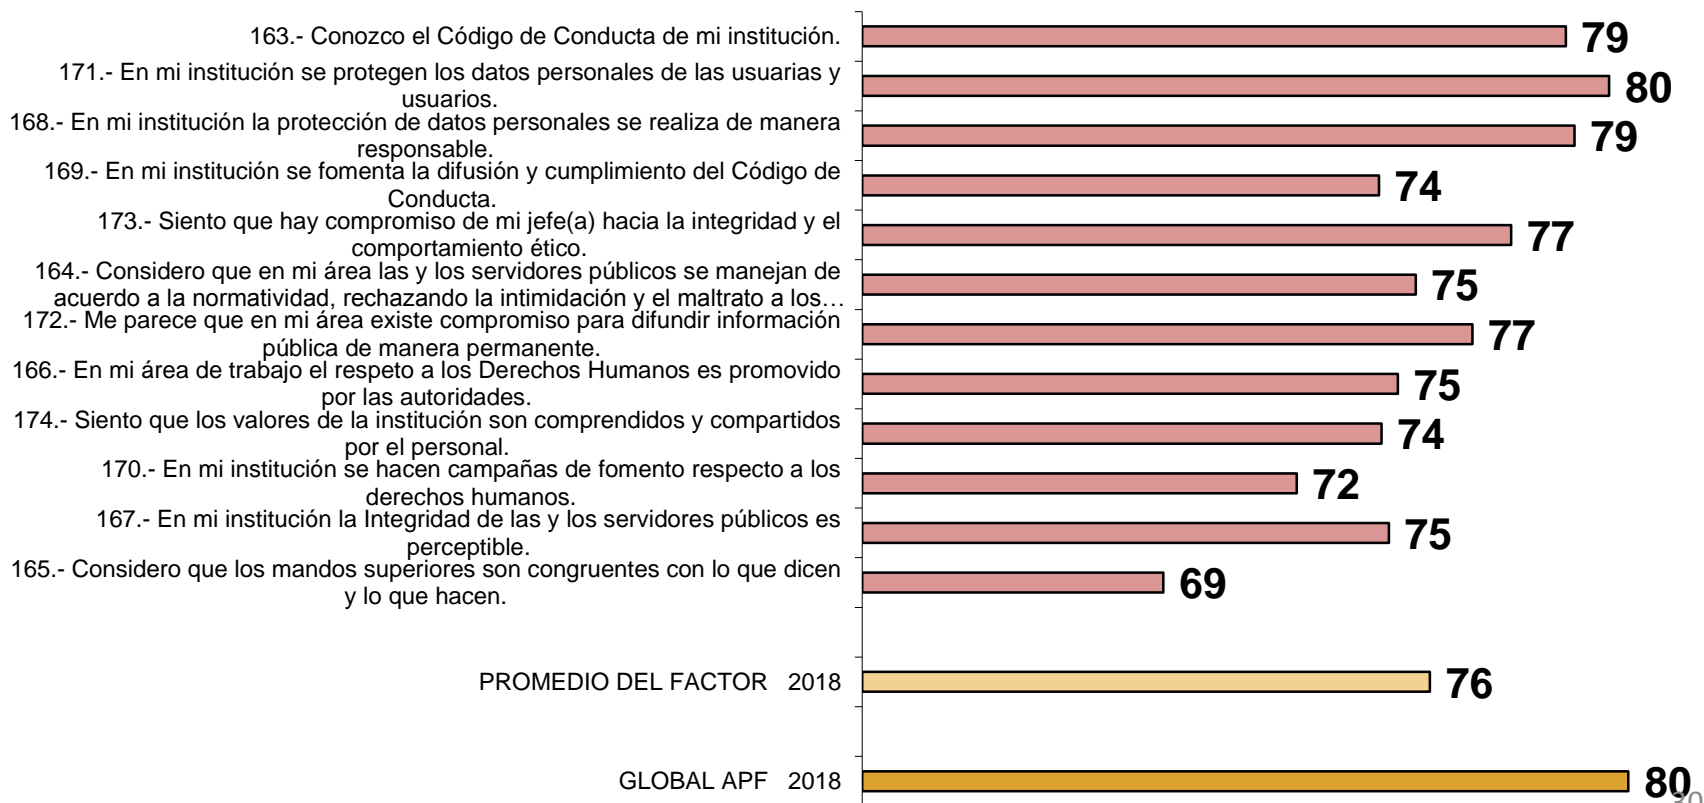 163.- Conozco el Código de Conducta de mi institución.
79
171.- En mi institución se protegen los datos personales de las usuarias y
usuarios.
80
168.- En mi institución la protección de datos personales se realiza de manera
responsable.
79
169.- En mi institución se fomenta la difusión y cumplimiento del Código de
Conducta.
74
173.- Siento que hay compromiso de mi jefe(a) hacia la integridad y el
comportamiento ético.
77
164.- Considero que en mi área las y los servidores públicos se manejan de
acuerdo a la normatividad, rechazando la intimidación y el maltrato a los…
75
172.- Me parece que en mi área existe compromiso para difundir información
pública de manera permanente.
77
166.- En mi área de trabajo el respeto a los Derechos Humanos es promovido
por las autoridades.
75
174.- Siento que los valores de la institución son comprendidos y compartidos
por el personal.
74
170.- En mi institución se hacen campañas de fomento respecto a los
derechos humanos.
72
167.- En mi institución la Integridad de las y los servidores públicos es
perceptible.
75
165.- Considero que los mandos superiores son congruentes con lo que dicen
y lo que hacen.
69
PROMEDIO DEL FACTOR 2018
76
GLOBAL APF 2018
80